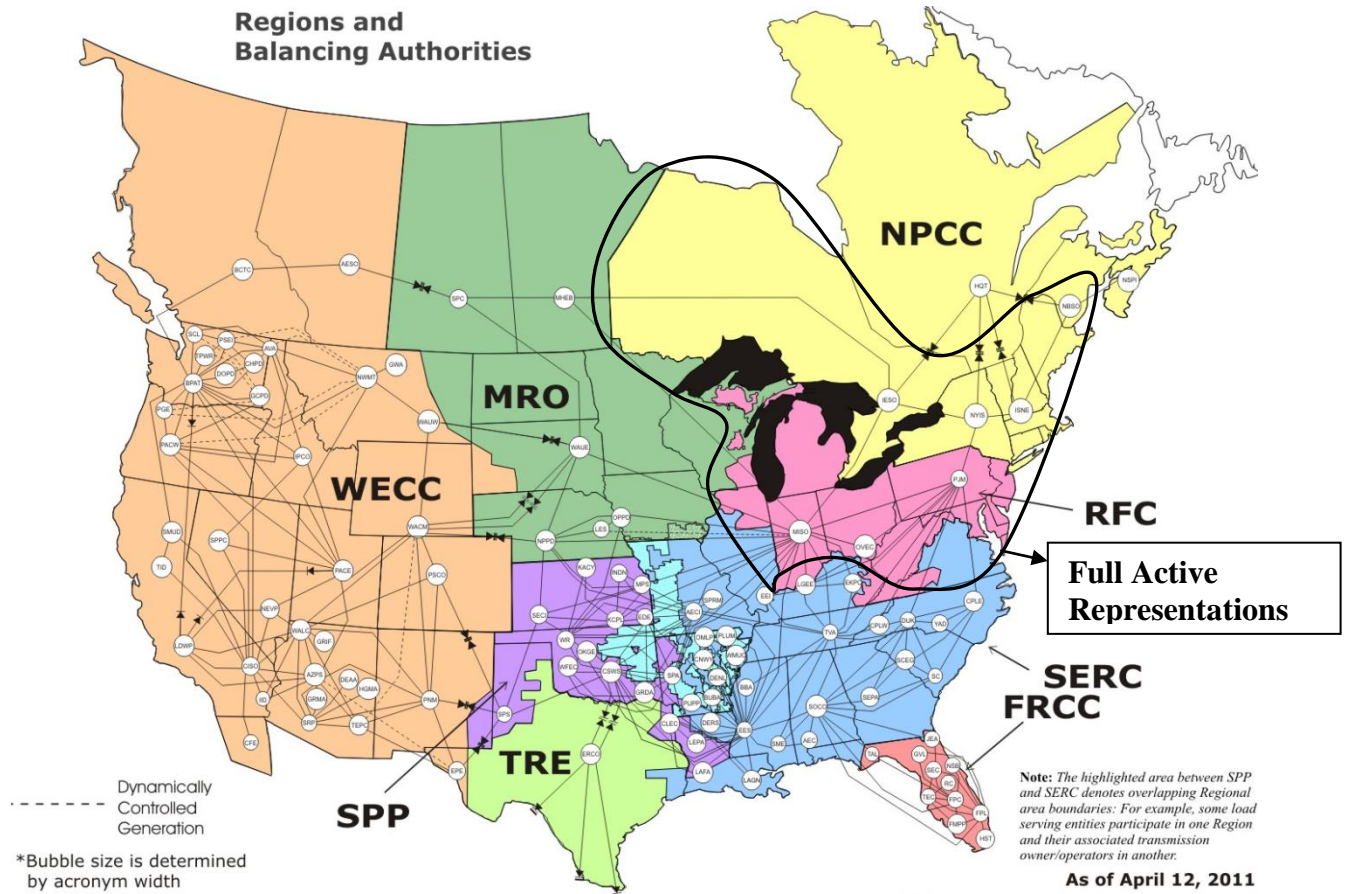 Regions and
Balancing Authorities
NPCC
BCTC
AESO
SPC
MHEB
HQT
NBSO
NSPI
SCL
PSEI
AVA
TPWR
CHPD
DOPD
GCPD
BPAT
PGE
PACW
NWMT
GWA
WAUW
IPCO
MRO
WAUE
IESO
NYIS
ISNE
WECC
PJM
RFC
WACM
NPPD
LES
OPPD
MISO
OVEC
SMUD
SPPC
TID
PACE
PSCO
KACY
INDN
MPS
LGEE
EKPC
EEI
Full Active
Representations
NEVP
WALC
GRIF
SECI
KCPL
EDE
AECI
SPRM
CPLE
LDWP
CISO
AZPS
DEAA
HGMA
GRMA
IID
SRP
TEPC
PNM
WR
OKGE
WFEC
CSWS
GRDA
SPA
OMLP
PLUM
CNWY
WMUC
DENL
PUPP
BUBA
BBA
DERS
TVA
CPLW
DUK
YAD
SCEG
SC
SEPA
SOCO
SERC
FRCC
CFE
EPE
SPS
ERCO
CLEC
LEPA
LAFA
EES
LAGN
SME
AEC
TAL
JEA
GVL
NSB
SEC
RC
TEC
FPC
FPL
FMPP
HST
TRE
SPP
Dynamically
Controlled
Generation
*Bubble size is determined
by acronym width
Note: The highlighted area between SPP
and SERC denotes overlapping Regional
area boundaries: For example, some load
serving entities participate in one Region
and their associated transmission
owner/operators in another.
As of April 12, 2011